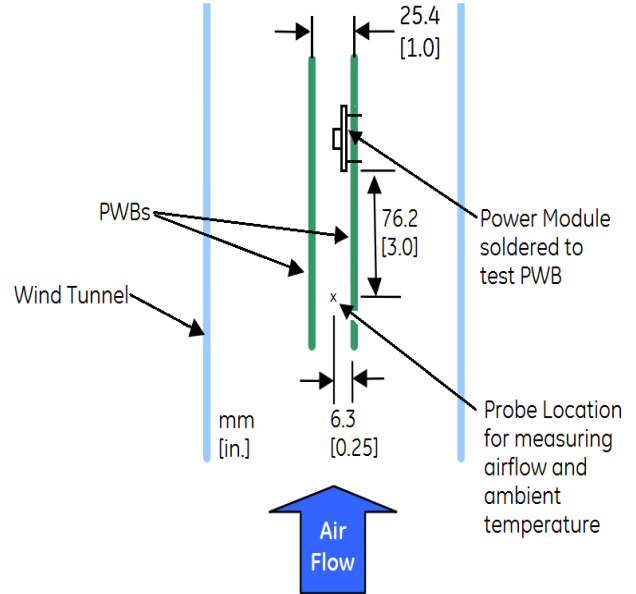 25.4
[1.0]
PWBs
76.2
[3.0]
Power Module
soldered to
test PWB
Wind Tunnel
x
mm
[in.]
6.3
[0.25]
Probe Location
for measuring
airflow and
ambient
temperature
Air
Flow